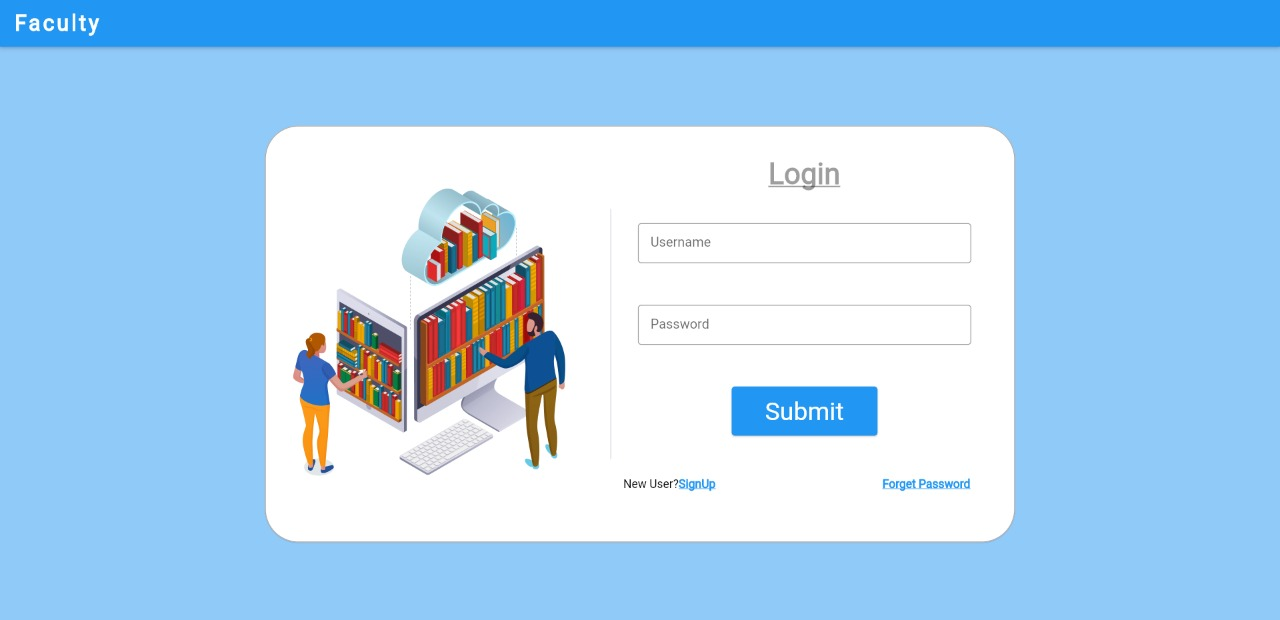 Faculty
Login
Username
Password
Submit
New User?SignUp
Forget Password